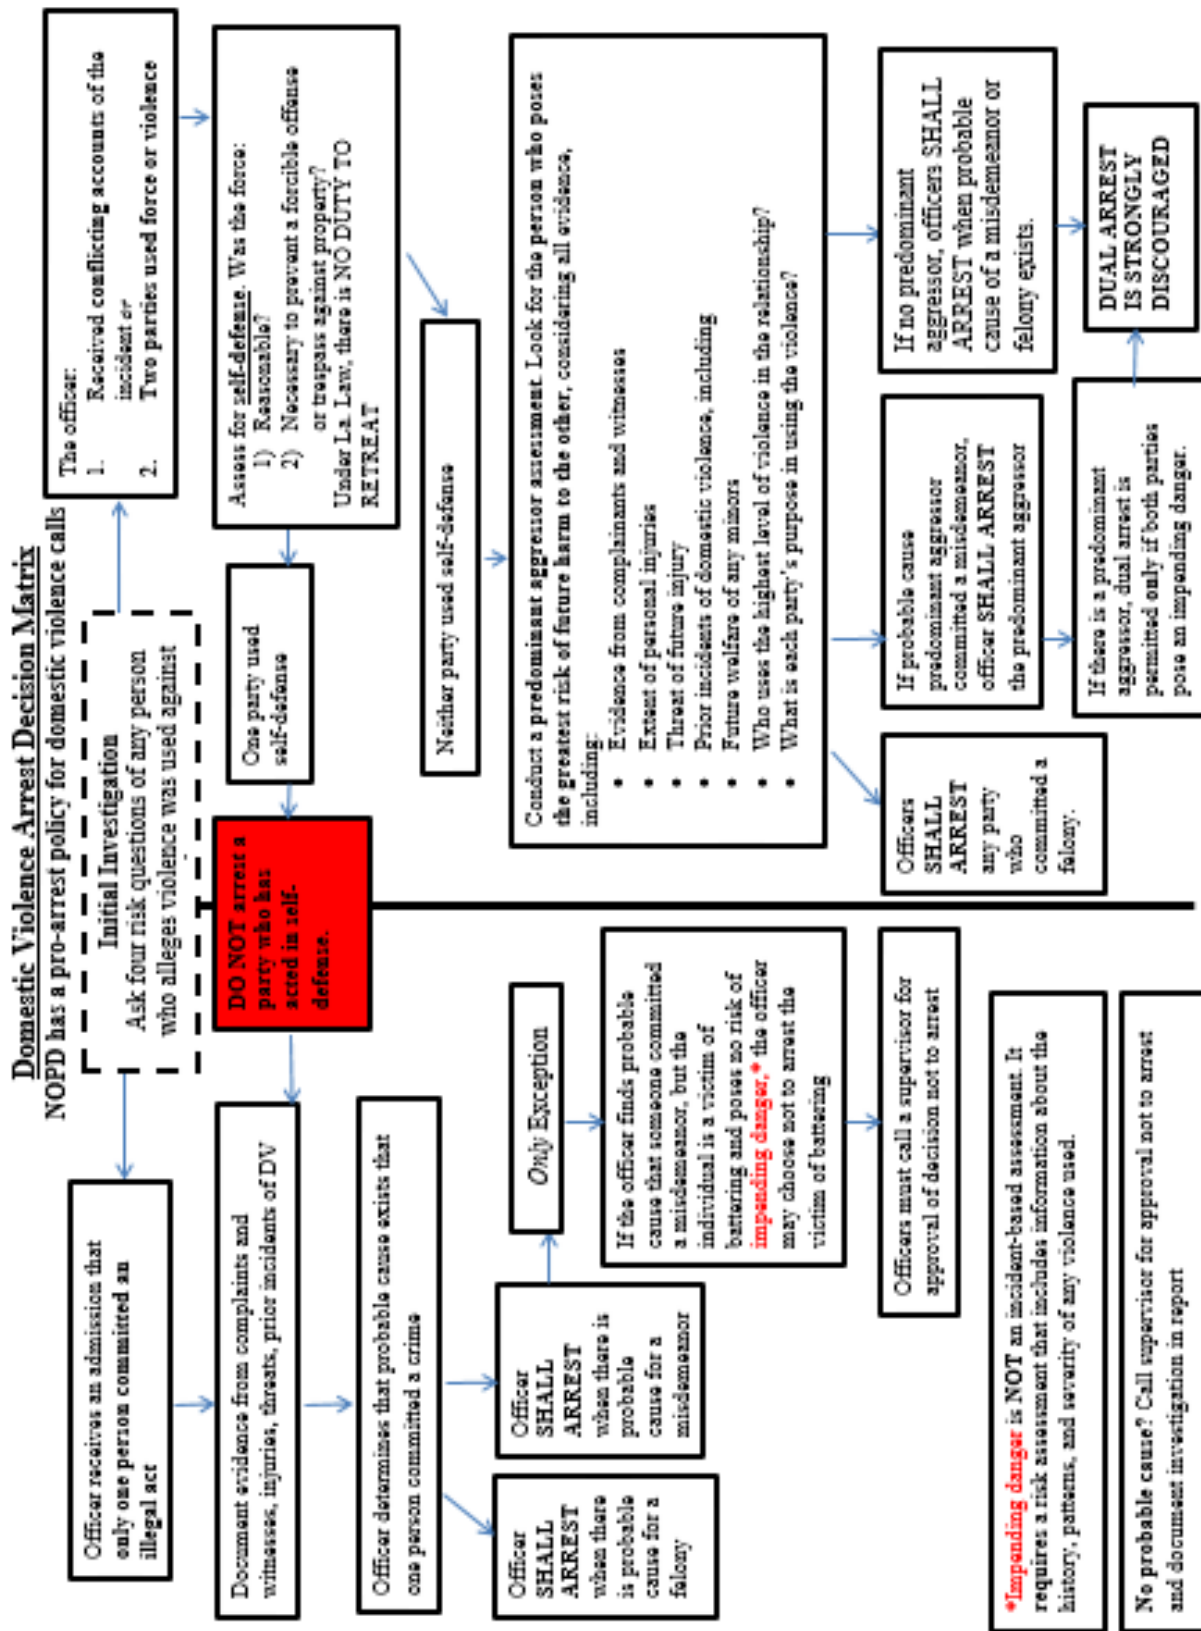 Domestic Violence Arrest Decision Matrix
NOPD has a pro-arrest policy for domestic violence calls
Initial Investigation
Ask four risk questions of any person
who alleges violence was used against
Officer receives an admission that
only one person committed an
illegal act
Document evidence from complaints and
witnesses, injuries, threats, prior incidents of DV
Officer determines that probable cause exists that
one person committed a crime
Officer
SHALL
ARREST
when there
is probable
cause for a
felony
Officer
SHALL
ARREST
when there is
probable
cause for a
misdemeanor
Only Exception
If the officer finds probable
cause that someone committed
a misdemeanor, but the
individual is a victim of
battering and poses no risk of
impending danger,* the officer
may choose not to arrest the
victim of battering
Officers must call a supervisor for
approval of decision not to arrest
*Impending danger is NOT an incident-based assessment. It
requires a risk assessment that includes information about the
history, patterns, and severity of any violence used.
No probable cause? Call supervisor for approval not to arrest
and document investigation in report
DO NOT arrest a
party who has
acted in self-
defense.
One party used
self-defense
The officer:
1. Received conflicting accounts of the
incident or
2. Two parties used force or violence
Assess for self-defense. Was the force:
1) Reasonable?
2) Necessary to prevent a forcible offense
or trespass against property?
Under La. Law, there is NO DUTY TO
RETREAT
Neither party used self-defense
Conduct a predominant aggressor assessment. Look for the person who poses
the greatest risk of future harm to the other, considering all evidence,
including:
• Evidence from complainants and witnesses
• Extent of personal injuries
• Threat of future injury
• Prior incidents of domestic violence, including
• Future welfare of any minors
• Who uses the highest level of violence in the relationship?
• What is each party's purpose in using the violence?
Officers
SHALL
ARREST
any party
who
committed a
felony.
If probable cause
predominant aggressor
committed a misdemeanor,
officer SHALL ARREST
the predominant aggressor
If no predominant
aggressor, officers SHALL
ARREST when probable
cause of a misdemeanor or
felony exists.
If there is a predominant
aggressor, dual arrest is
permitted only if both parties
pose an impending danger.
DUAL ARREST
IS STRONGLY
DISCOURAGED